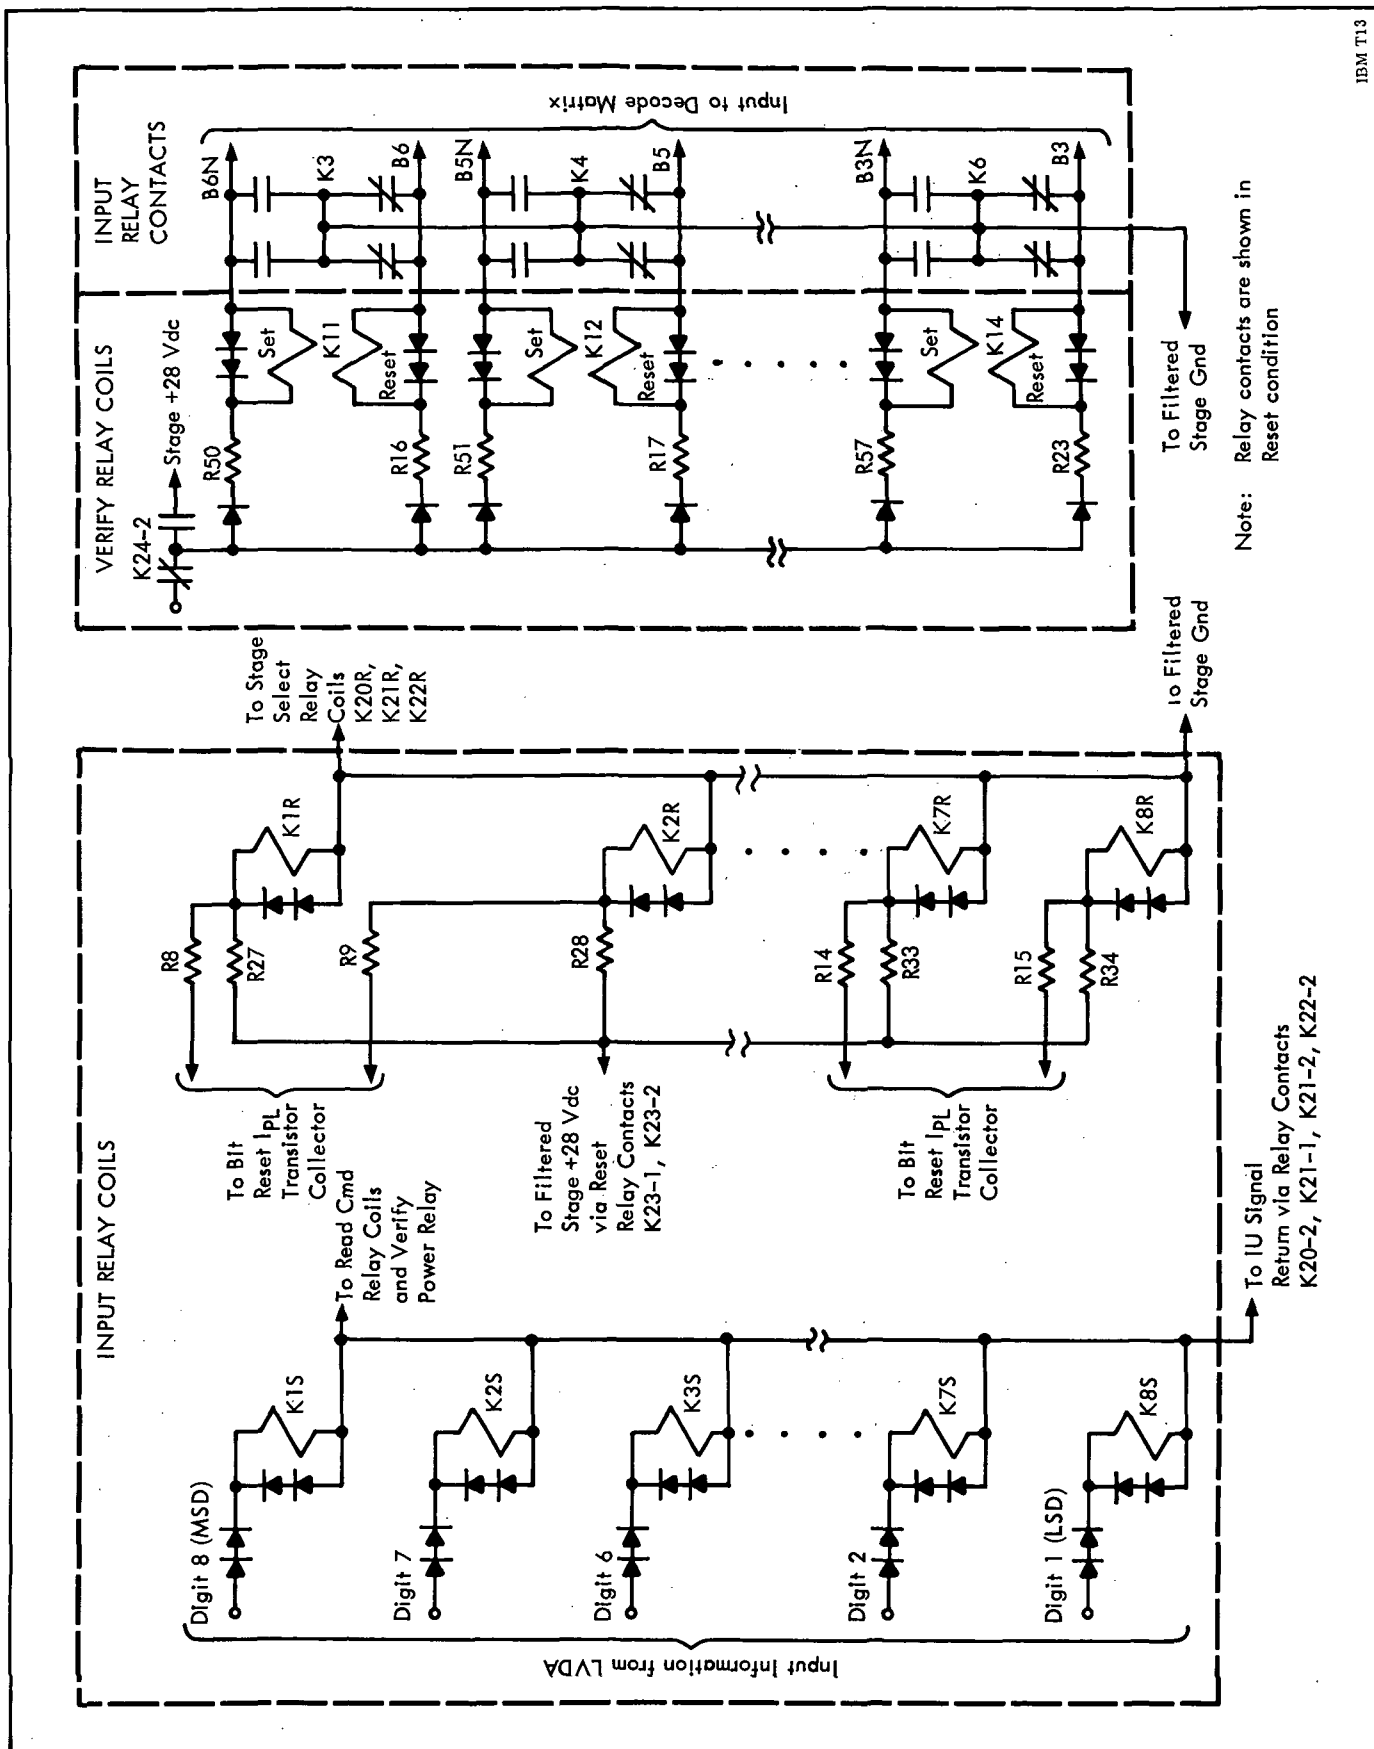 IBM T13
INPUT
RELAY
CONTACTS
VERIFY RELAY COILS
Input to Decode Matrix
B6N
K3
B6
B5N
K4
B5
B3N
K6
B3
Stage +28 Vdc
K24-2
R50
Set
K11
Reset
R16
R51
Set
K12
Reset
R17
R57
Set
K14
Reset
R23
To Filtered
Stage Gnd
Note: Relay contacts are shown in
Reset condition
To Stage
Select
Relay
Coils
K20R,
K21R,
K22R
To Filtered
Stage Gnd
INPUT RELAY COILS
R8
R27
K1R
R9
R28
K2R
R14
R33
K7R
R15
R34
K8R
To Bit
Reset IPL
Transistor
Collector
To Filtered
Stage +28 Vdc
via Reset
Relay Contacts
K23-1, K23-2
To Bit
Reset IPL
Transistor
Collector
To Read Cmd
Relay Coils
and Verify
Power Relay
Digit 8 (MSD)
K1S
Digit 7
K2S
Digit 6
K3S
Digit 2
K7S
Digit 1 (LSD)
K8S
Input Information from LVDA
To IU Signal
Return via Relay Contacts
K20-2, K21-1, K21-2, K22-2